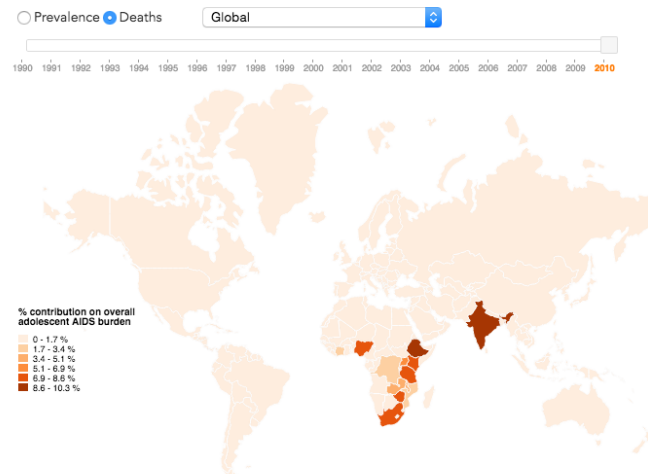 Prevalence Deaths Global
1990 1991 1992 1993 1994 1995 1996 1997 1998 1999 2000 2001 2002 2003 2004 2005 2006 2007 2008 2009 2010
% contribution on overall
adolescent AIDS burden
0 - 1.7 %
1.7 - 3.4 %
3.4 - 5.1 %
5.1 - 6.9 %
6.9 - 8.6 %
8.6 - 10.3 %